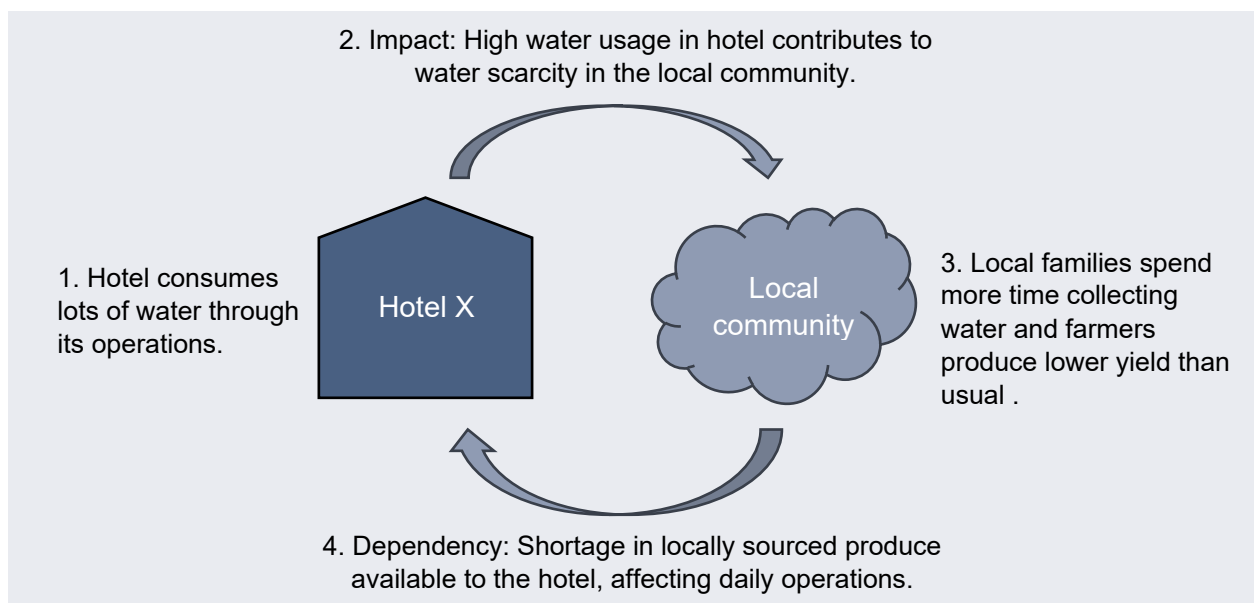 2. Impact: High water usage in hotel contributes to
water scarcity in the local community.
1. Hotel consumes
lots of water through
its operations.
Hotel X
Local
community
3. Local families spend
more time collecting
water and farmers
produce lower yield than
usual .
4. Dependency: Shortage in locally sourced produce
available to the hotel, affecting daily operations.